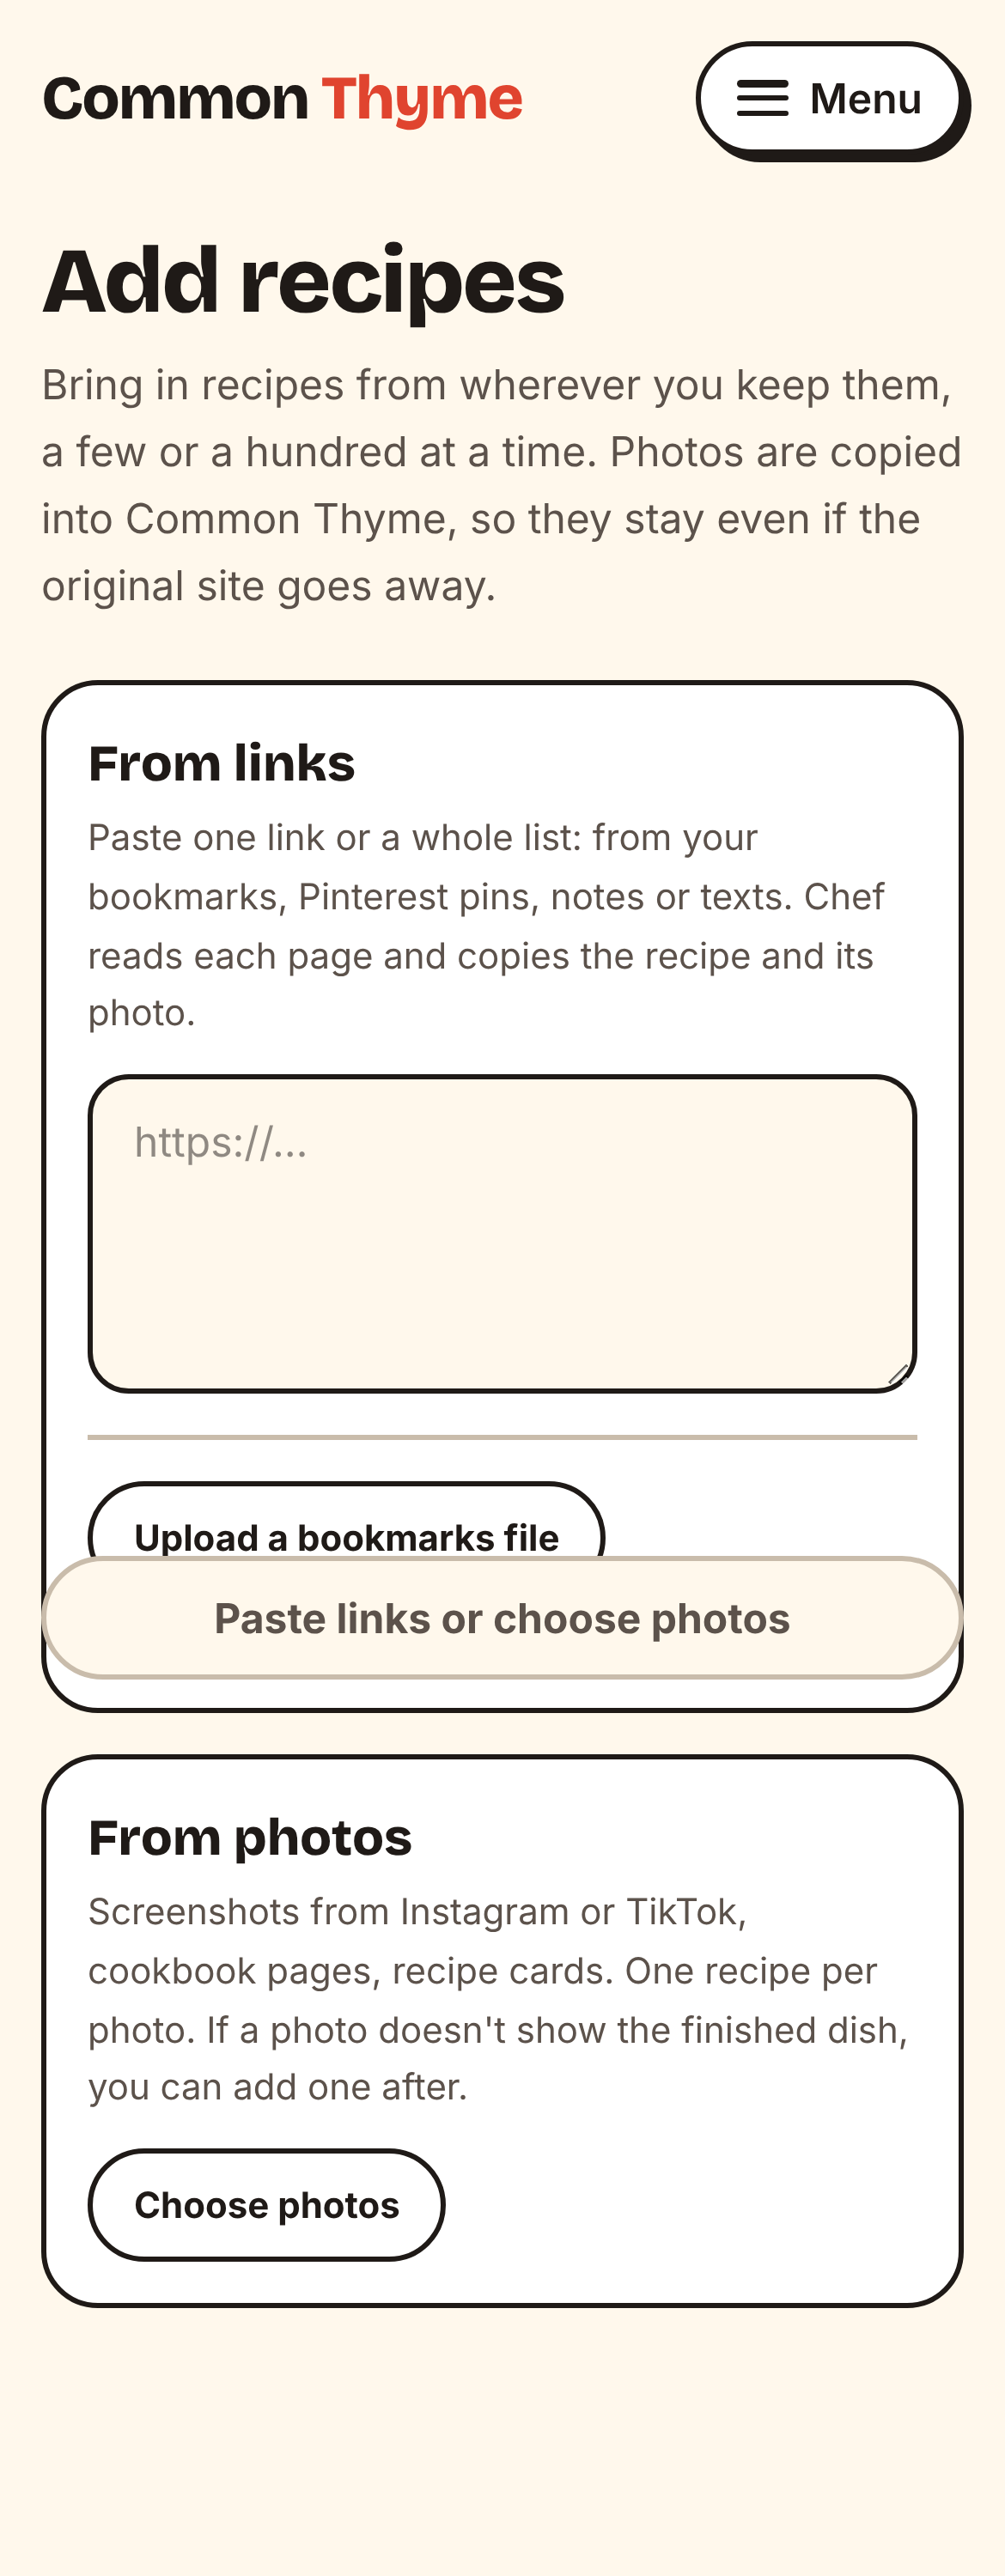 Common Thyme
Menu
Add recipes
Bring in recipes from wherever you keep them,
a few or a hundred at a time. Photos are copied
into Common Thyme, so they stay even if the
original site goes away.
From links
Paste one link or a whole list: from your
bookmarks, Pinterest pins, notes or texts. Chef
reads each page and copies the recipe and its
photo.
https://...
Upload a bookmarks file
Paste links or choose photos
From photos
Screenshots from Instagram or TikTok,
cookbook pages, recipe cards. One recipe per
photo. If a photo doesn't show the finished dish,
you can add one after.
Choose photos